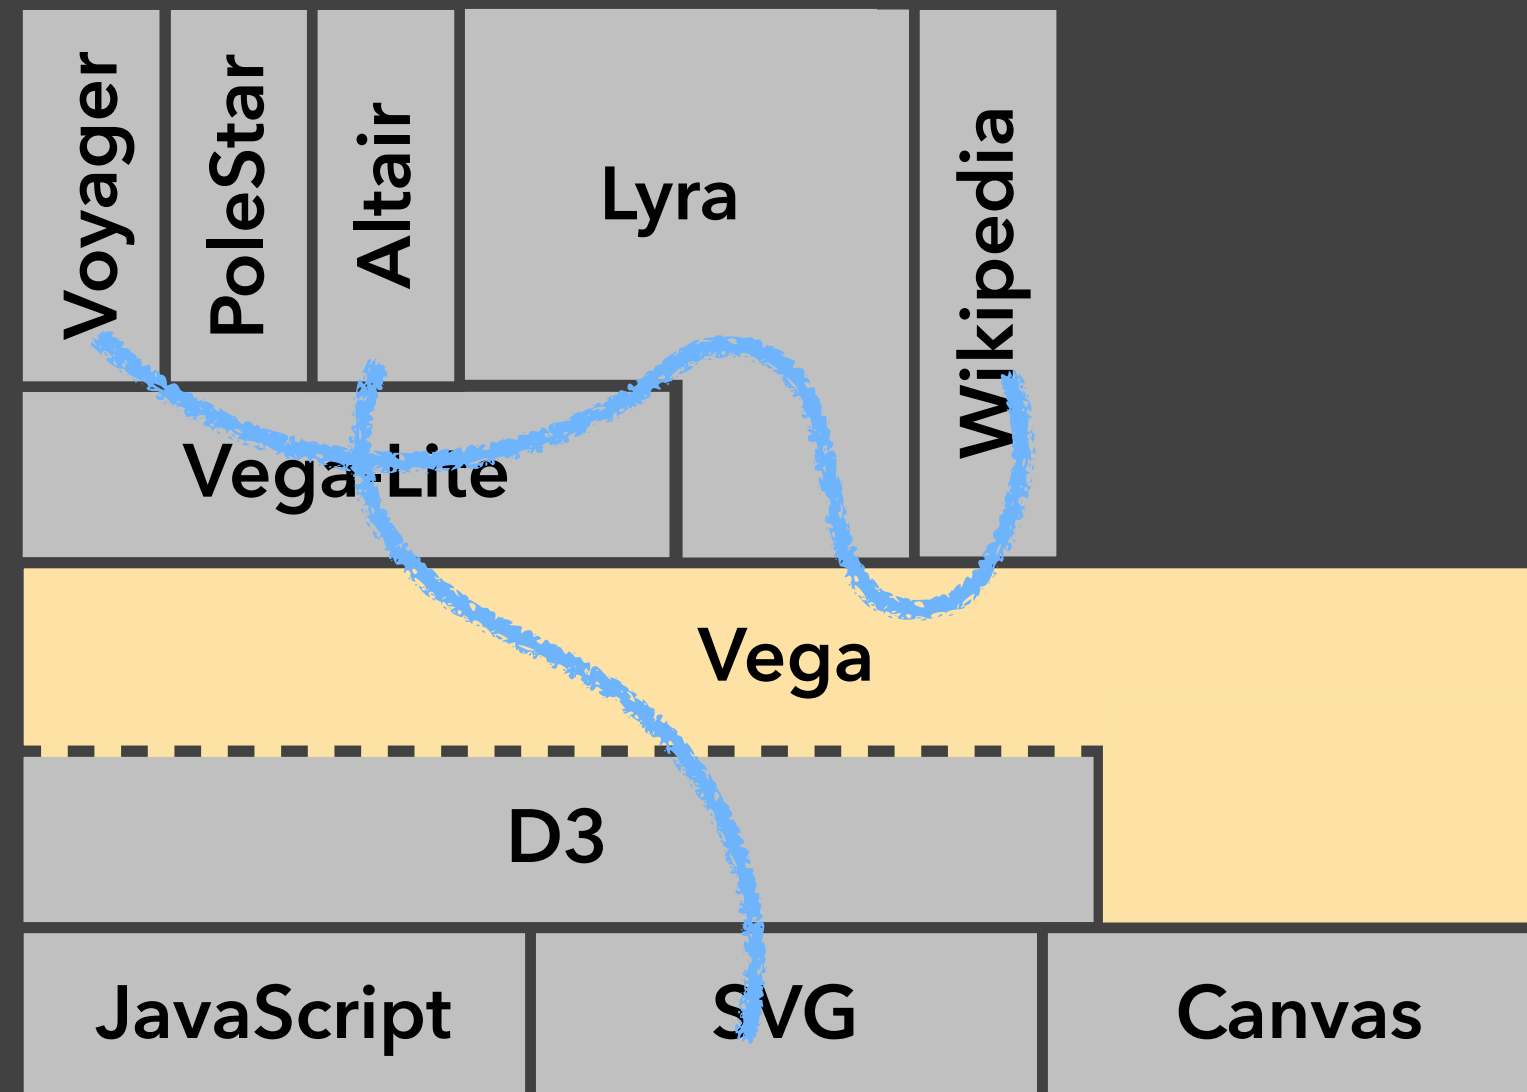 Voyager
PoleStar
Altair
Lyra
Wikipedia
Vega-Lite
Vega
D3
JavaScript
SVG
Canvas